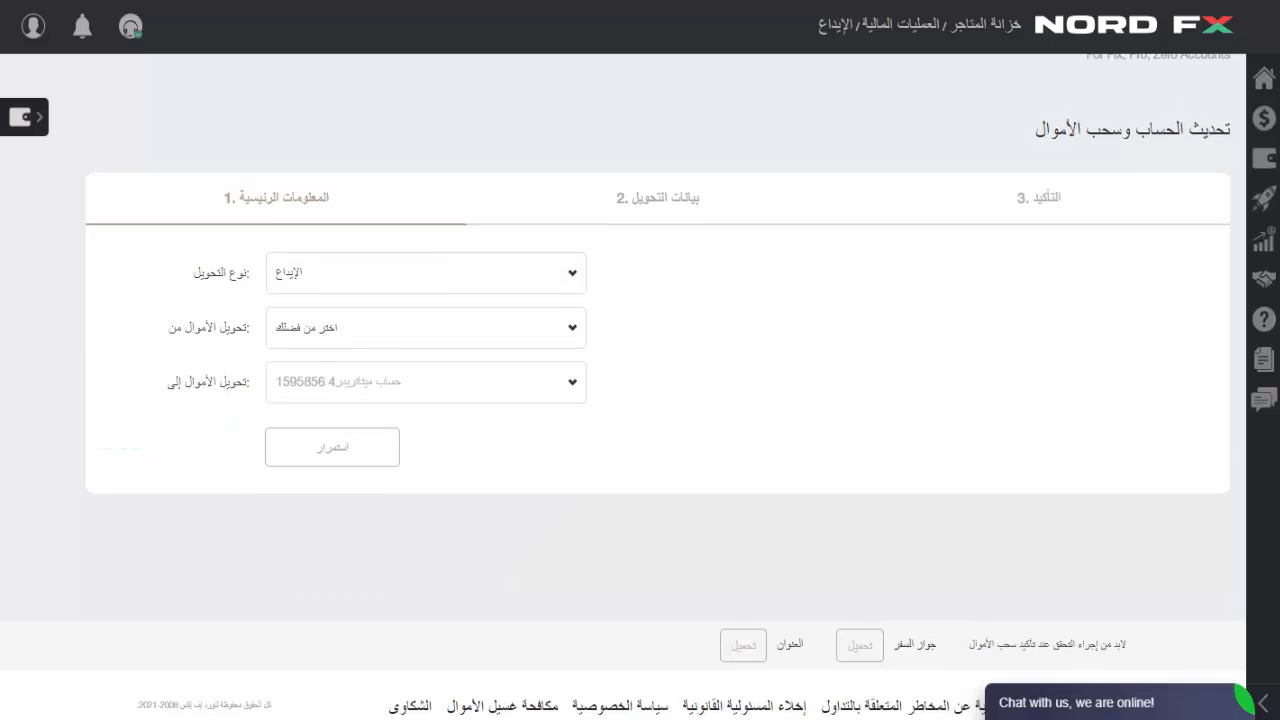 NORD FX
خزانة المتاجر / العمليات المالية / الإيداع
For Fix, Pro, Zero Accounts
تحديث الحساب وسحب الأموال
1. المعلومات الرئيسية
2. بيانات التحويل
3. التأكيد
نوع التحويل:
الإيداع
تحويل الأموال من:
اختر من فضلك
تحويل الأموال إلى:
حساب ميتاتريدر4 1595856
استمرار
لابد من إجراء التحقق عند تأكيد سحب الأموال
جواز السفر
تحميل
العنوان
تحميل
ية عن المخاطر المتعلقة بالتداول
إخلاء المسئولية القانونية
سياسة الخصوصية
مكافحة غسيل الأموال
الشكاوى
كل الحقوق محفوظة لنورد إف إكس 2008-2021.
Chat with us, we are online!